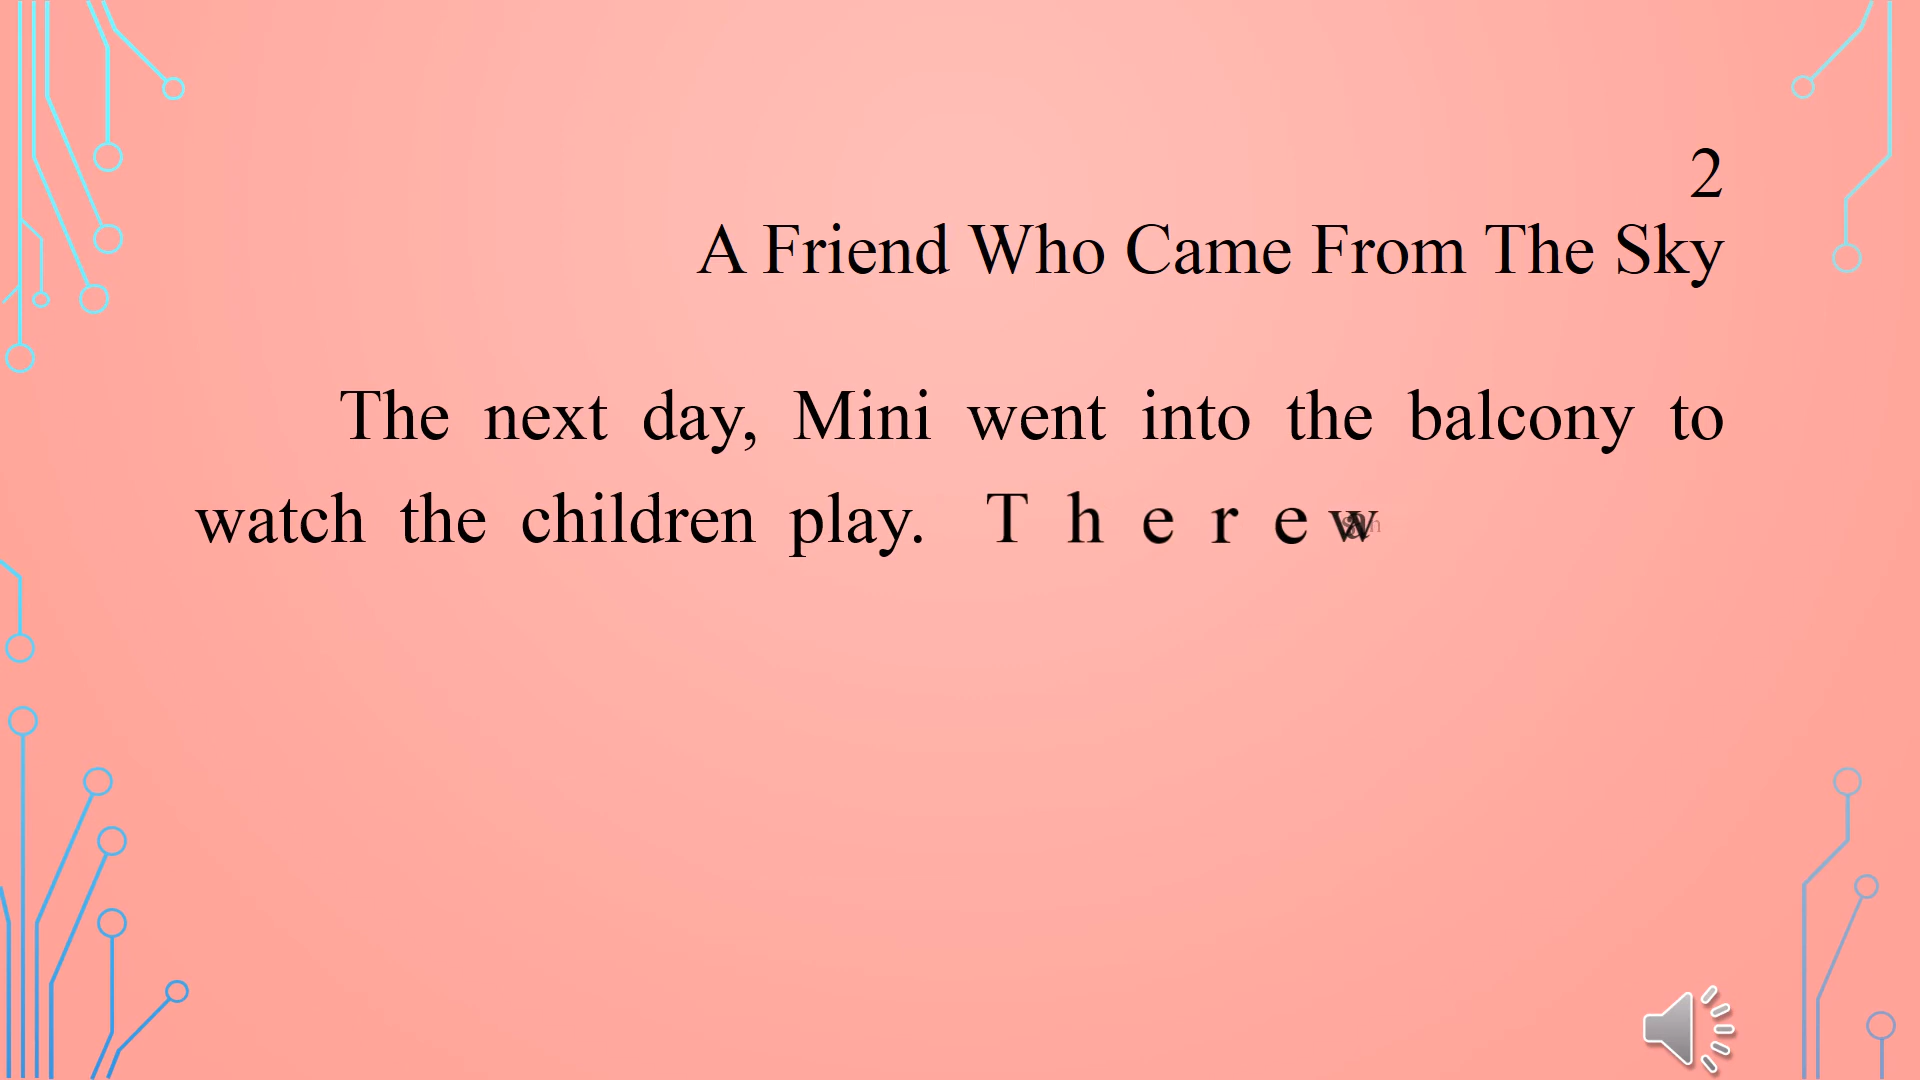 2
A Friend Who Came From The Sky
The next day, Mini went into the balcony to
watch the children play. There